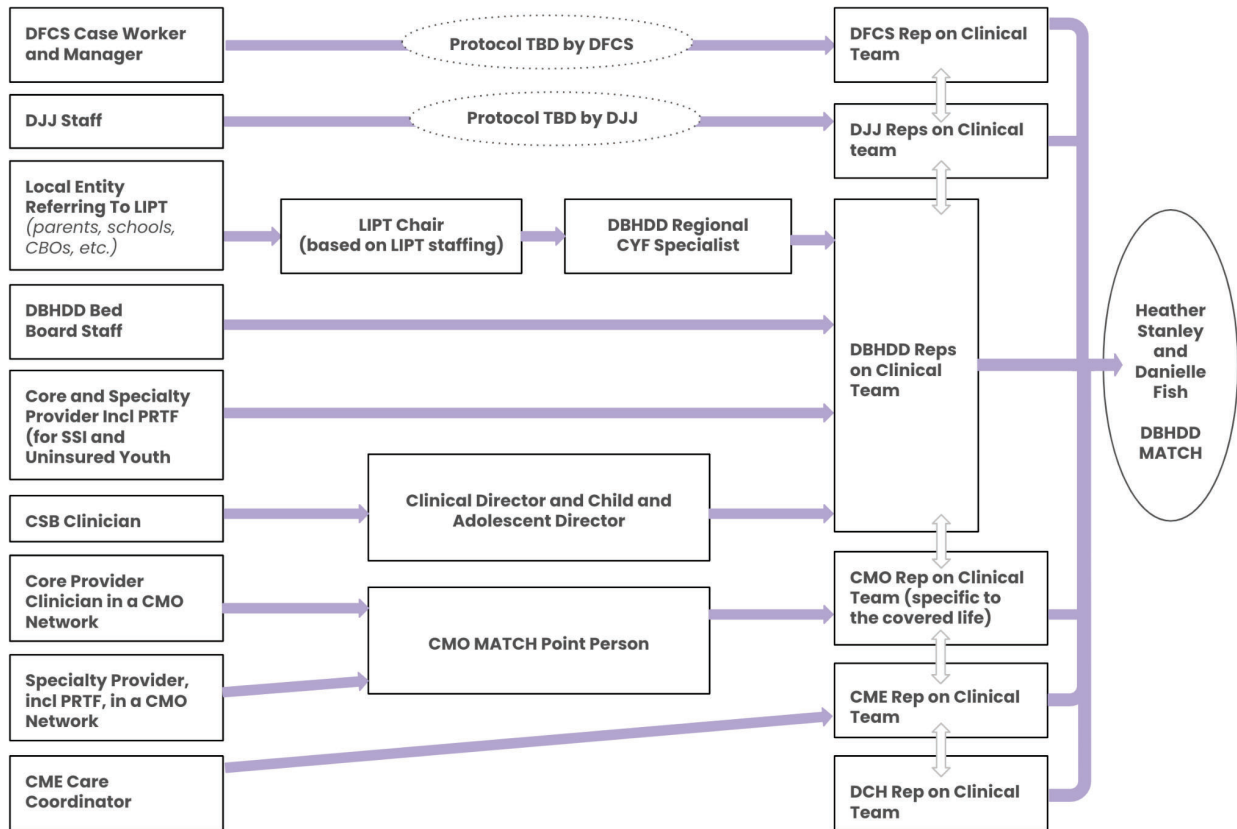 DFCS Case Worker
and Manager
Protocol TBD by DFCS
DFCS Rep on Clinical
Team
DJJ Staff
Protocol TBD by DJJ
DJJ Reps on Clinical
team
Local Entity
Referring To LIPT
(parents, schools,
CBOs, etc.)
LIPT Chair
(based on LIPT staffing)
DBHDD Regional
CYF Specialist
DBHDD Bed
Board Staff
Core and Specialty
Provider Incl PRTF
(for SSI and
Uninsured Youth
DBHDD Reps
on Clinical
Team
CSB Clinician
Clinical Director and Child and
Adolescent Director
Core Provider
Clinician in a CMO
Network
CMO MATCH Point Person
CMO Rep on Clinical
Team (specific to
the covered life)
Specialty Provider,
incl PRTF, in a CMO
Network
CME Rep on Clinical
Team
CME Care
Coordinator
DCH Rep on Clinical
Team
Heather
Stanley
and
Danielle
Fish
DBHDD
MATCH